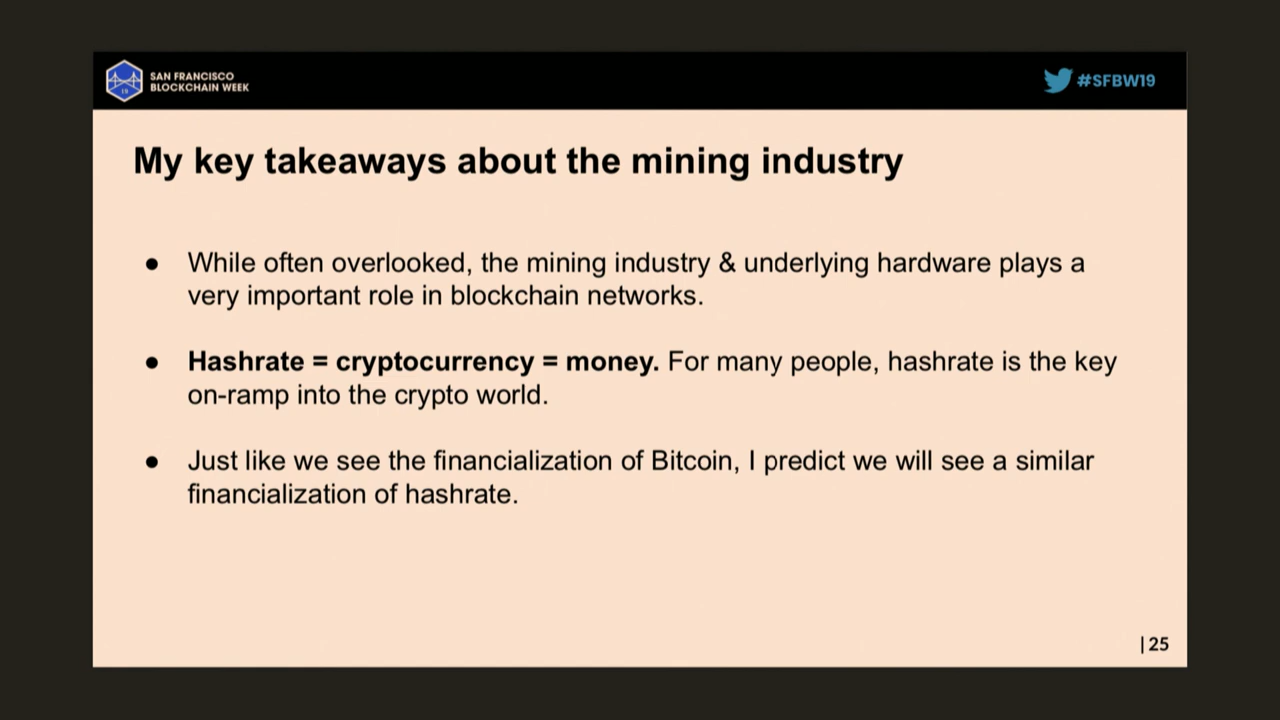 SAN FRANCISCO
BLOCKCHAIN WEEK
#SFBW19
My key takeaways about the mining industry
● While often overlooked, the mining industry & underlying hardware plays a
very important role in blockchain networks.
● Hashrate = cryptocurrency = money. For many people, hashrate is the key
on-ramp into the crypto world.
● Just like we see the financialization of Bitcoin, I predict we will see a similar
financialization of hashrate.
| 25